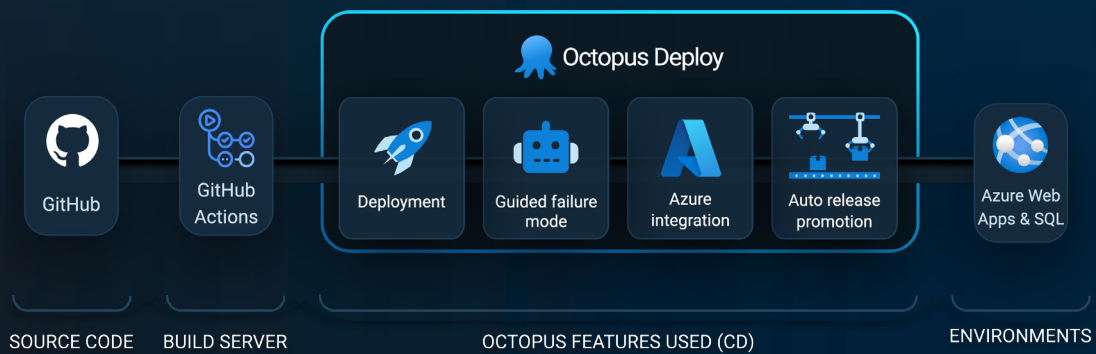 Octopus Deploy
GitHub
GitHub
Actions
Deployment
Guided failure
mode
Azure
integration
Auto release
promotion
Azure Web
Apps & SQL
SOURCE CODE
BUILD SERVER
OCTOPUS FEATURES USED (CD)
ENVIRONMENTS